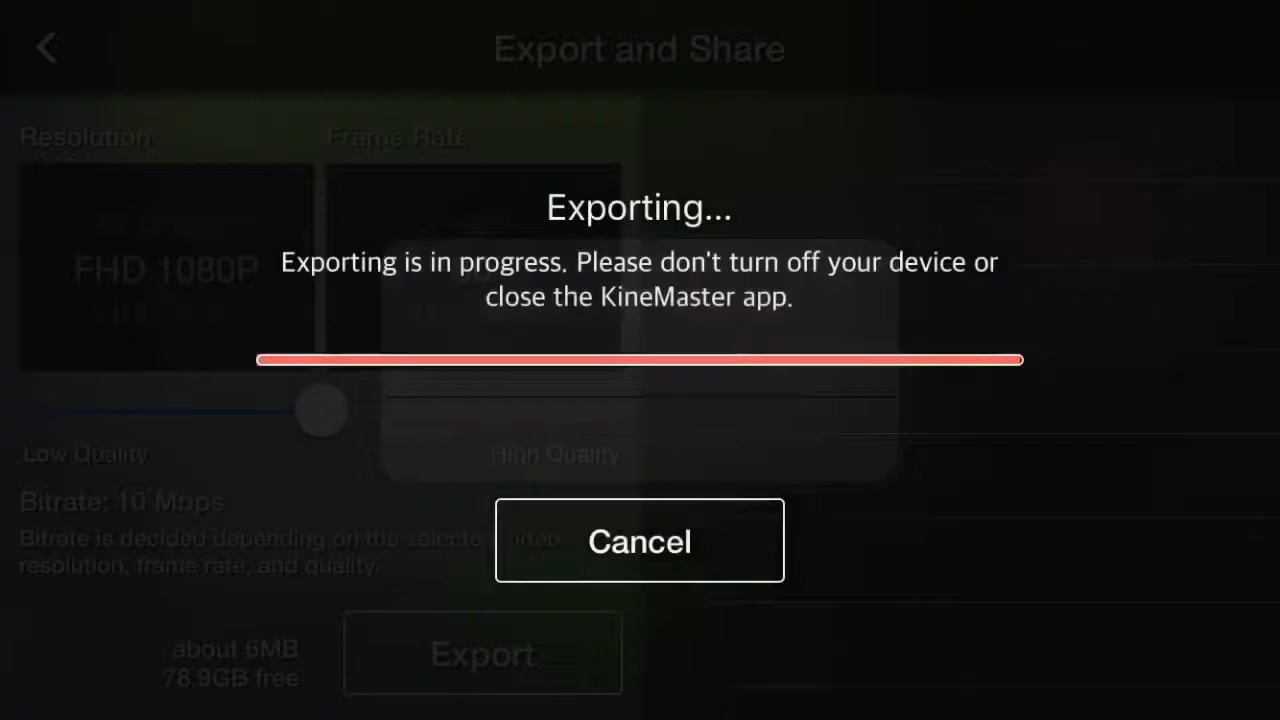 Export and Share
Resolution
Frame Rate
FHD 1080P
Exporting...
Exporting is in progress. Please don't turn off your device or
close the KineMaster app.
Low Quality
High Quality
Bitrate: 10 Mbps
Bitrate is decided depending on the
resolution, frame rate, and quality.
Cancel
about 6MB
78.9GB free
Export